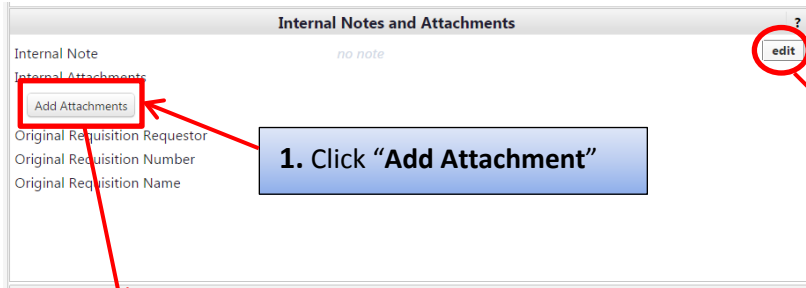 Internal Notes and Attachments ?
Internal Note no note edit
Internal Attachments
Add Attachments
Original Requisition Requestor
Original Requisition Number
Original Requisition Name
1. Click “Add Attachment”